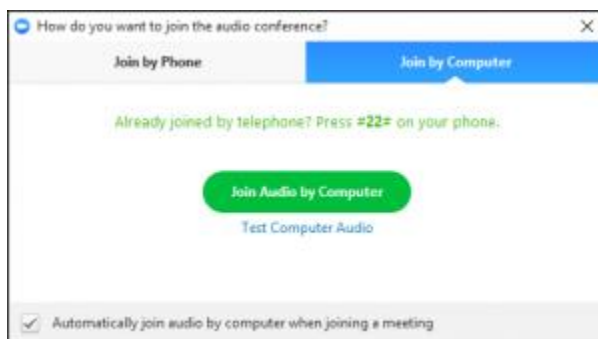 How do you want to join the audio conference?
Join by Phone
Join by Computer
Already joined by telephone? Press #22# on your phone.
Join Audio by Computer
Test Computer Audio
Automatically join audio by computer when joining a meeting